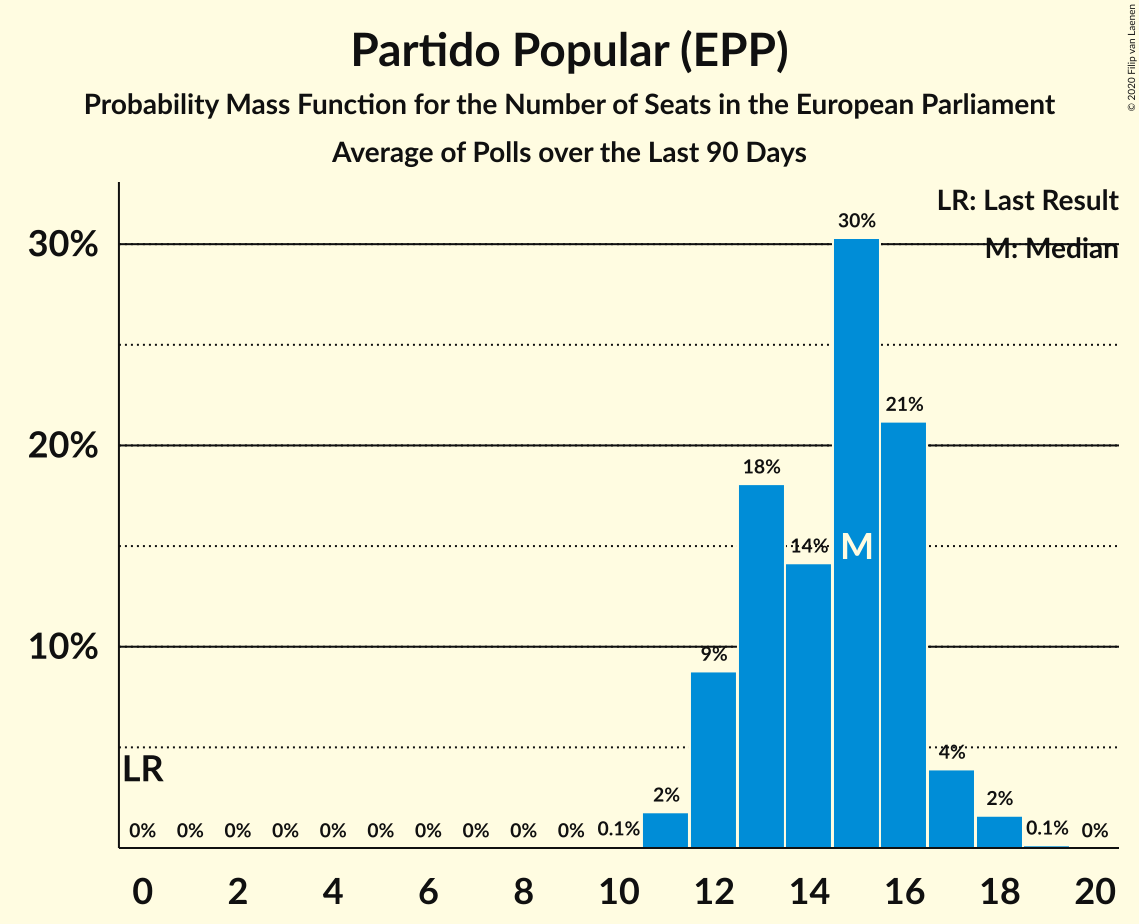 Partido Popular (EPP)
Probability Mass Function for the Number of Seats in the European Parliament
Average of Polls over the Last 90 Days
© 2020 Filip van Laenen
LR: Last Result
M: Median
30%
20%
10%
30%
21%
18%
14%
M
9%
4%
LR
2%
2%
0% 0% 0% 0% 0% 0% 0% 0% 0% 0% 0.1% 0.1% 0%
0 2 4 6 8 10 12 14 16 18 20